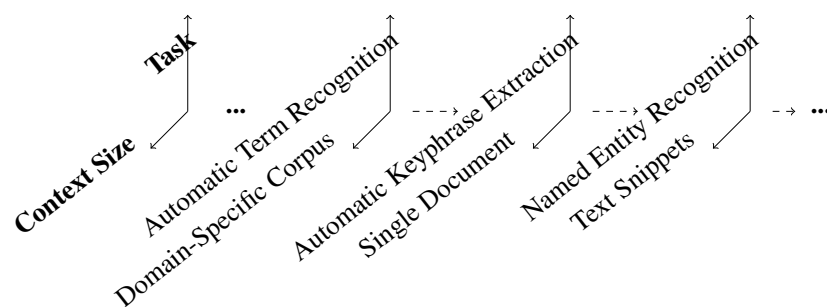 Task
Context Size
...
Automatic Term Recognition
Domain-Specific Corpus
Automatic Keyphrase Extraction
Single Document
Named Entity Recognition
Text Snippets
...